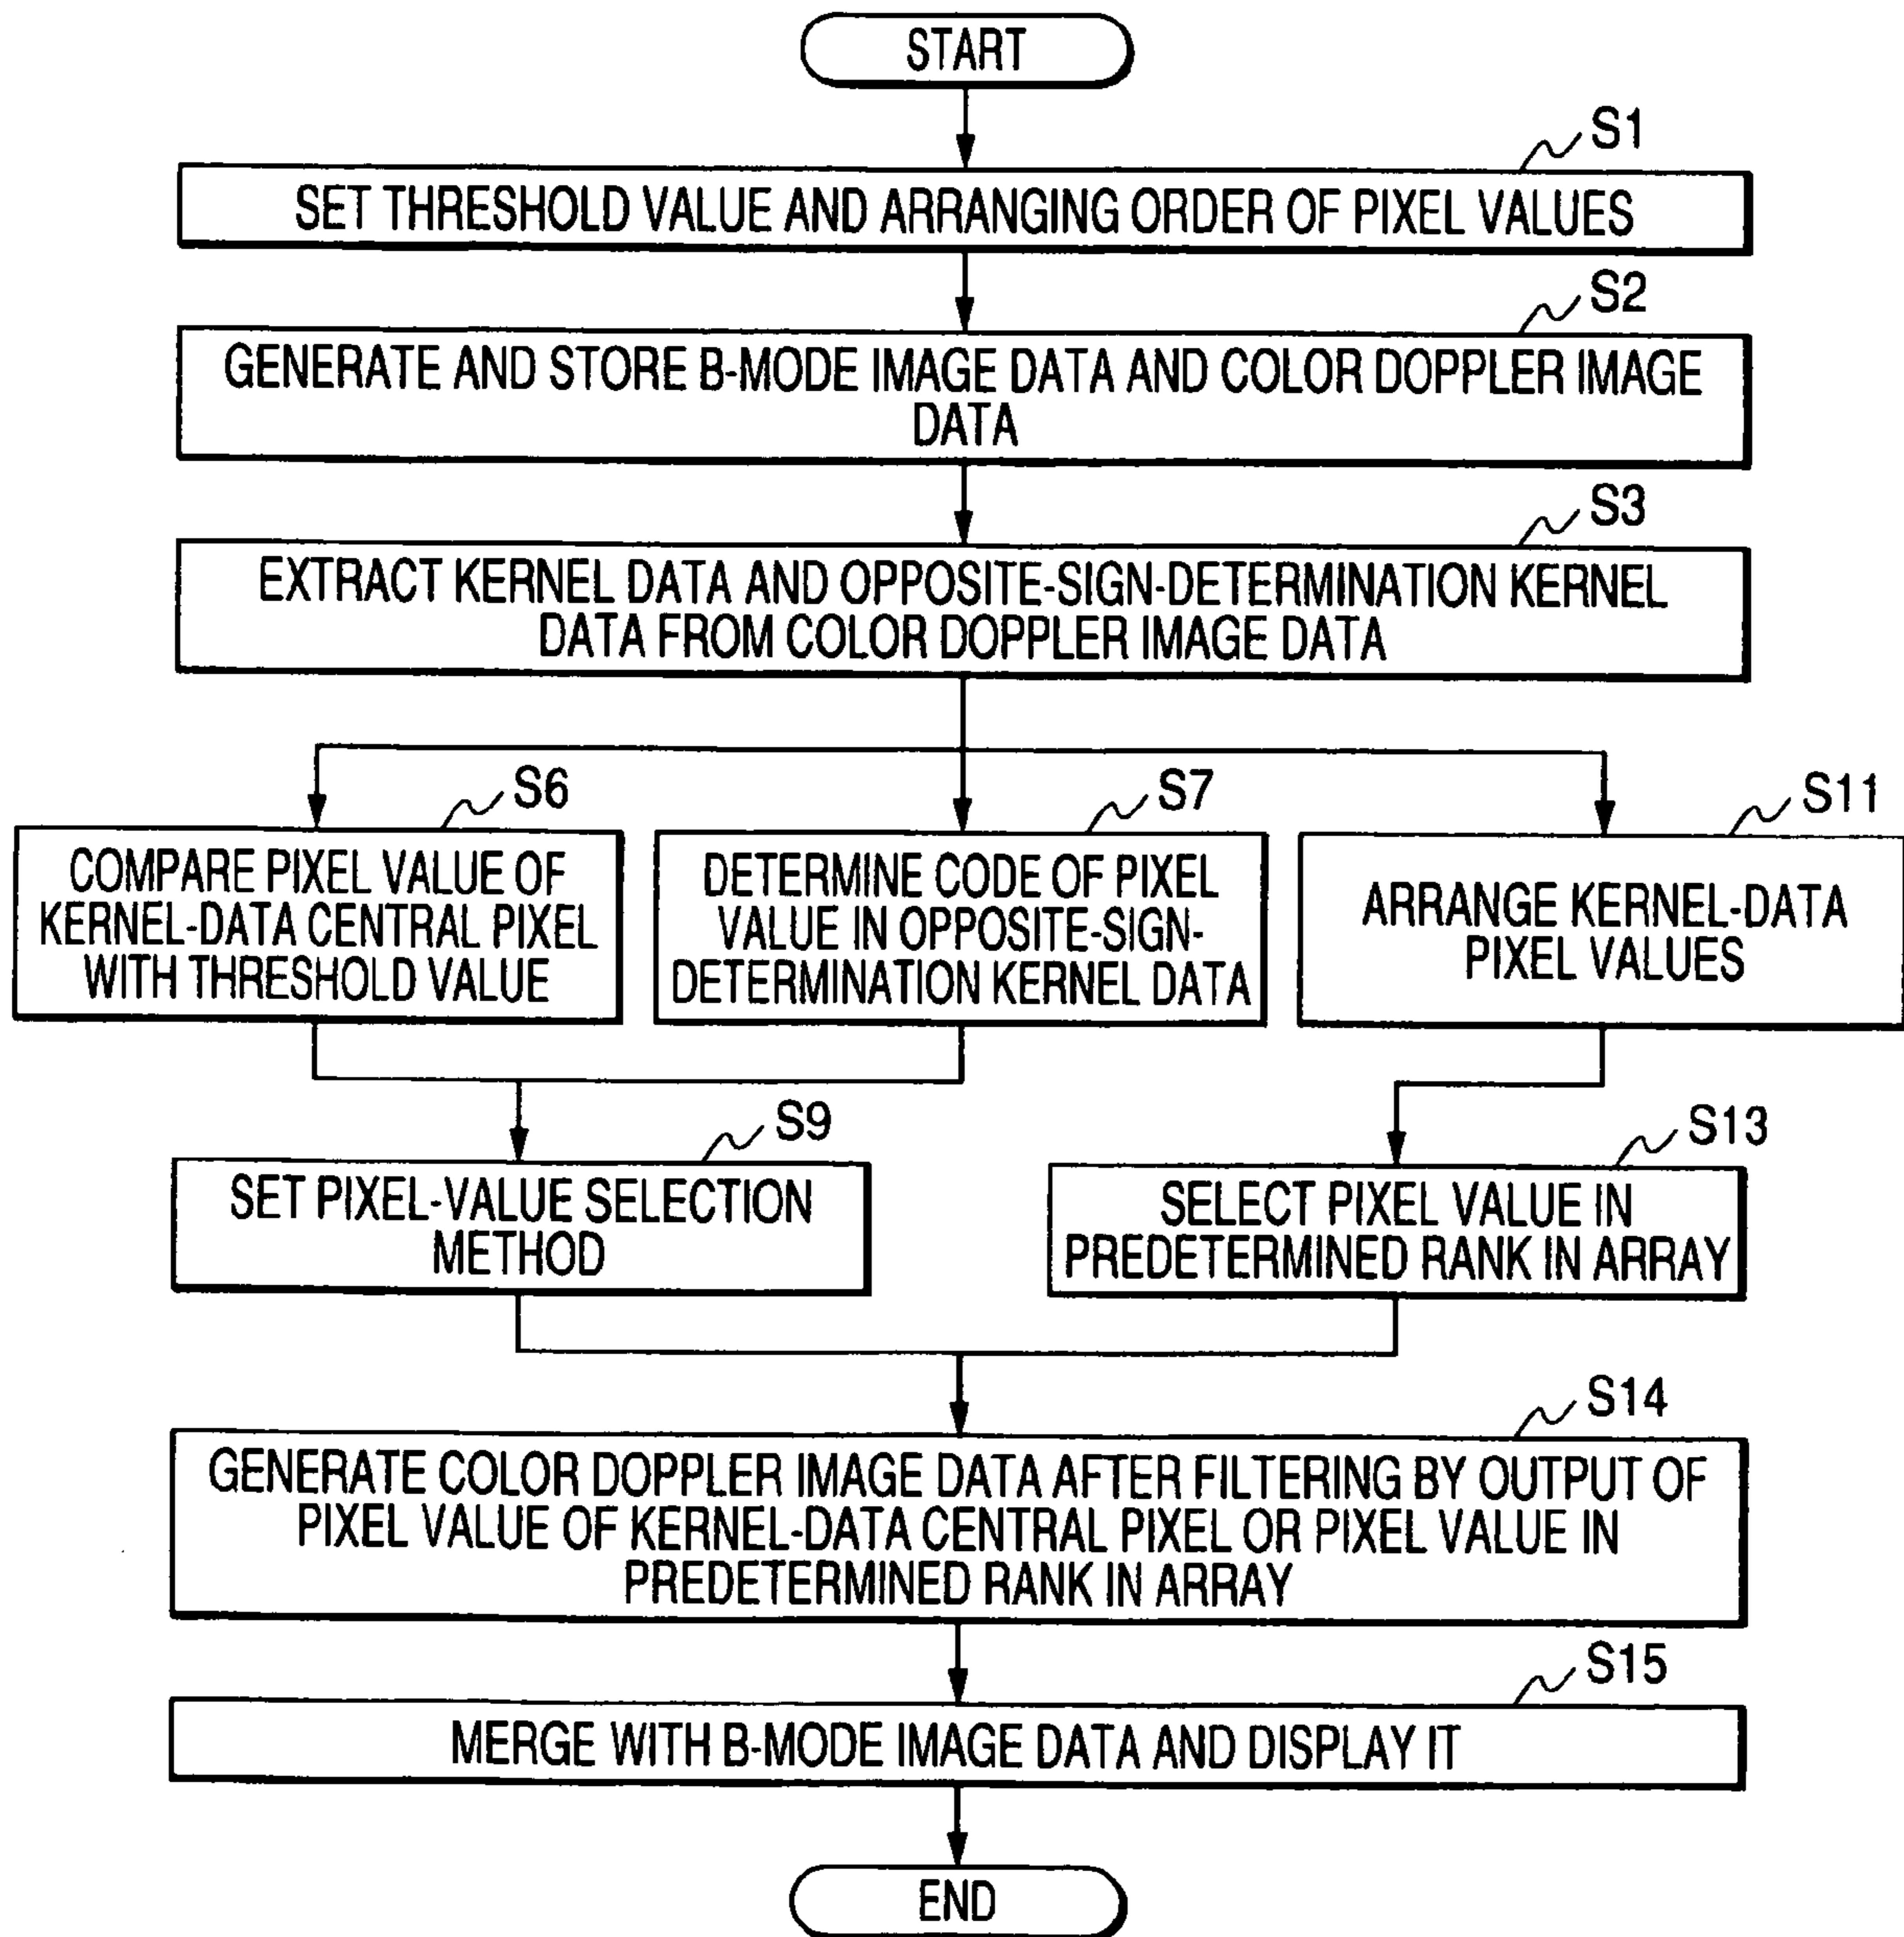 START
S1
SET THRESHOLD VALUE AND ARRANGING ORDER OF PIXEL VALUES
S2
GENERATE AND STORE B-MODE IMAGE DATA AND COLOR DOPPLER IMAGE
DATA
S3
EXTRACT KERNEL DATA AND OPPOSITE-SIGN-DETERMINATION KERNEL
DATA FROM COLOR DOPPLER IMAGE DATA
S6
COMPARE PIXEL VALUE OF
KERNEL-DATA CENTRAL PIXEL
WITH THRESHOLD VALUE
S7
DETERMINE CODE OF PIXEL
VALUE IN OPPOSITE-SIGN-
DETERMINATION KERNEL DATA
S11
ARRANGE KERNEL-DATA
PIXEL VALUES
S9
SET PIXEL-VALUE SELECTION
METHOD
S13
SELECT PIXEL VALUE IN
PREDETERMINED RANK IN ARRAY
S14
GENERATE COLOR DOPPLER IMAGE DATA AFTER FILTERING BY OUTPUT OF
PIXEL VALUE OF KERNEL-DATA CENTRAL PIXEL OR PIXEL VALUE IN
PREDETERMINED RANK IN ARRAY
S15
MERGE WITH B-MODE IMAGE DATA AND DISPLAY IT
END